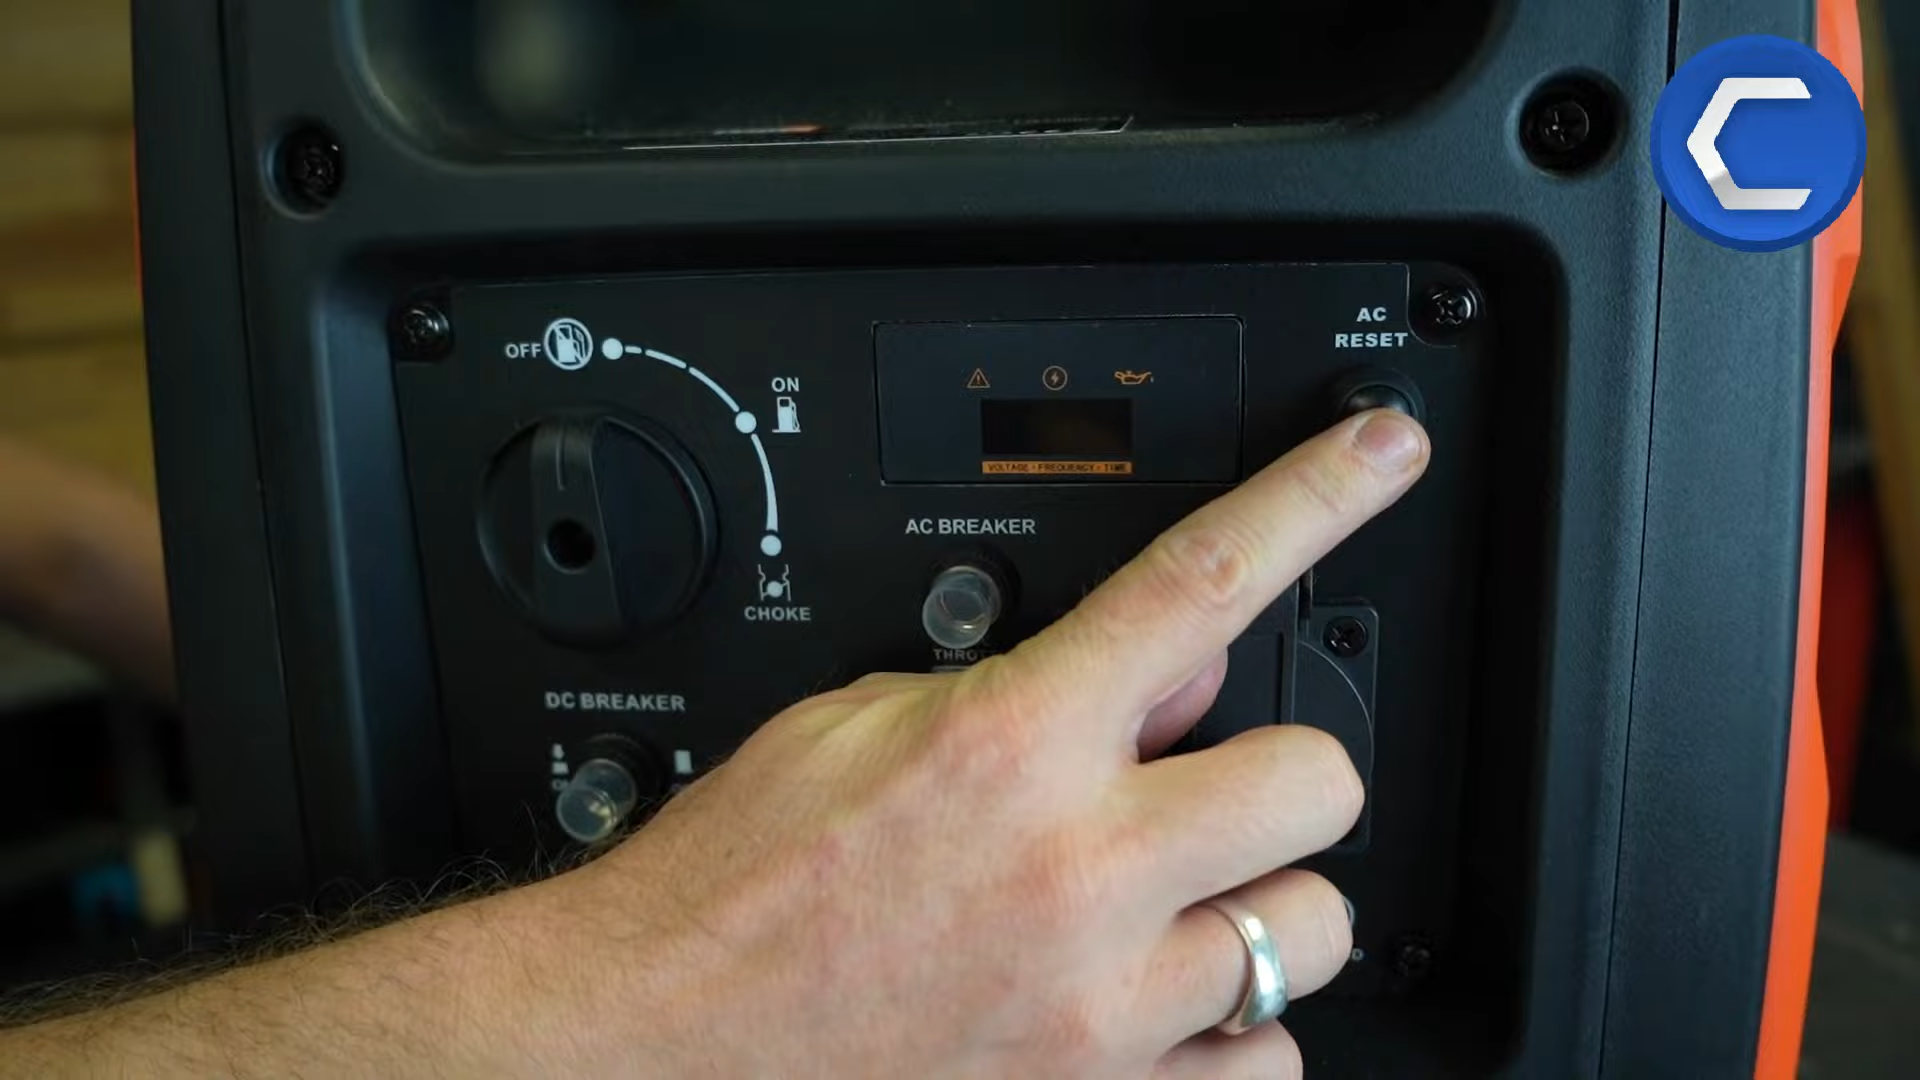 AC
RESET
OFF
ON
VOLTAGE • FREQUENCY • TIME
AC BREAKER
CHOKE
DC BREAKER